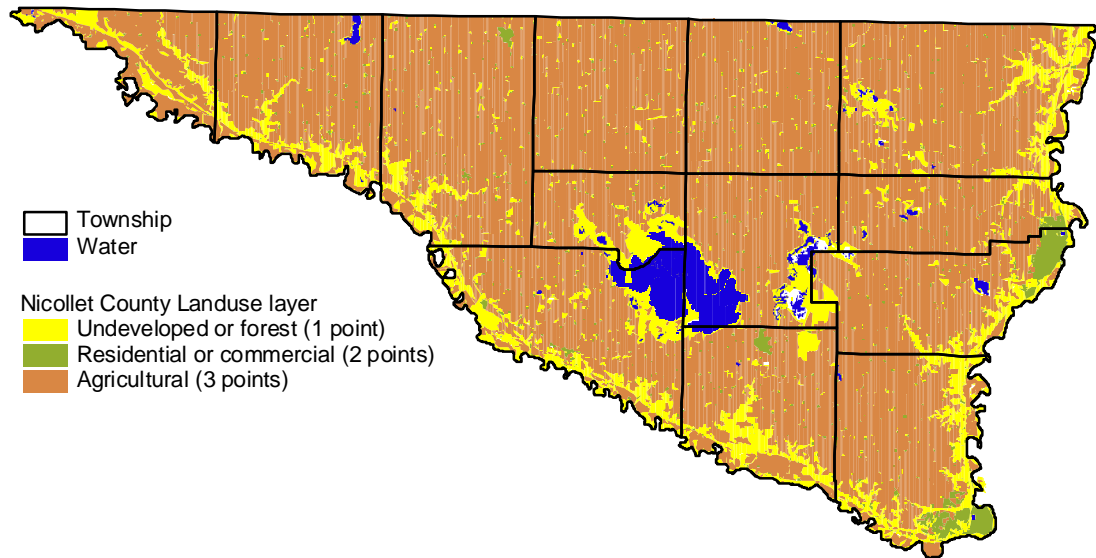 Township
Water
Nicollet County Landuse layer
Undeveloped or forest (1 point)
Residential or commercial (2 points)
Agricultural (3 points)